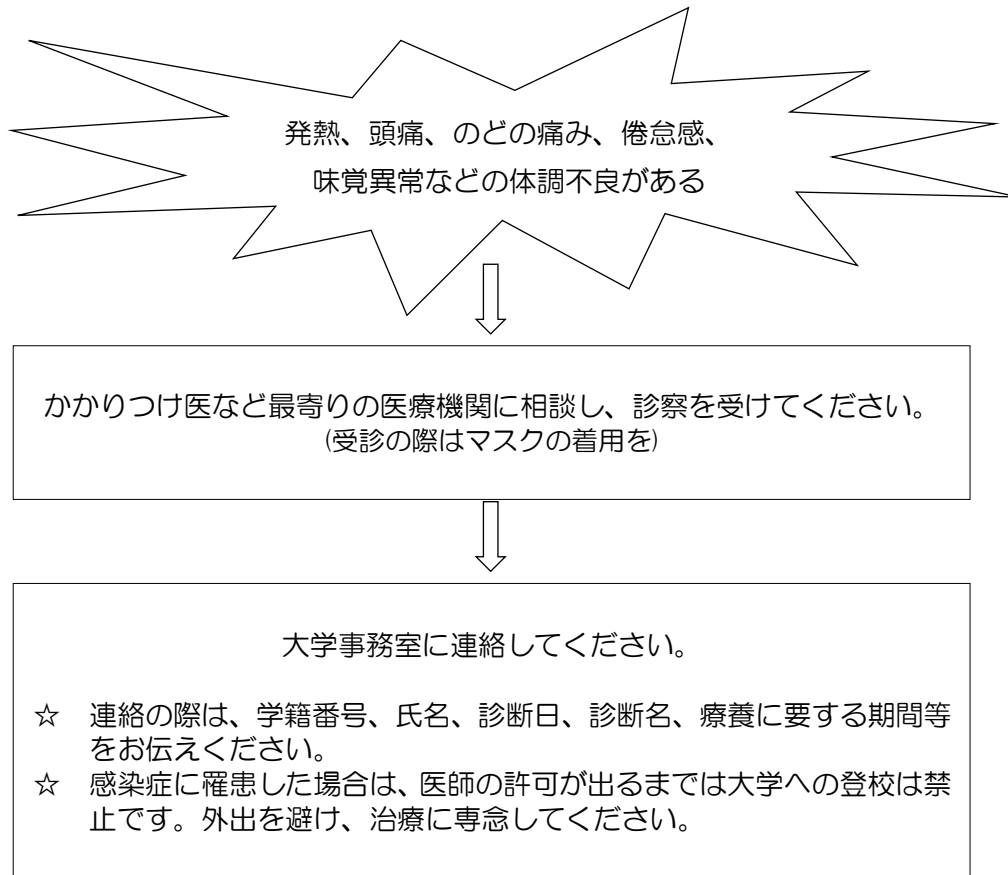 発熱、頭痛、のどの痛み、倦怠感、
味覚異常などの体調不良がある
かかりつけ医など最寄りの医療機関に相談し、診察を受けてください。
(受診の際はマスクの着用を)
大学事務室に連絡してください。
☆ 連絡の際は、学籍番号、氏名、診断日、診断名、療養に要する期間等
をお伝えください。
☆ 感染症に罹患した場合は、医師の許可が出るまでは大学への登校は禁
止です。外出を避け、治療に専念してください。